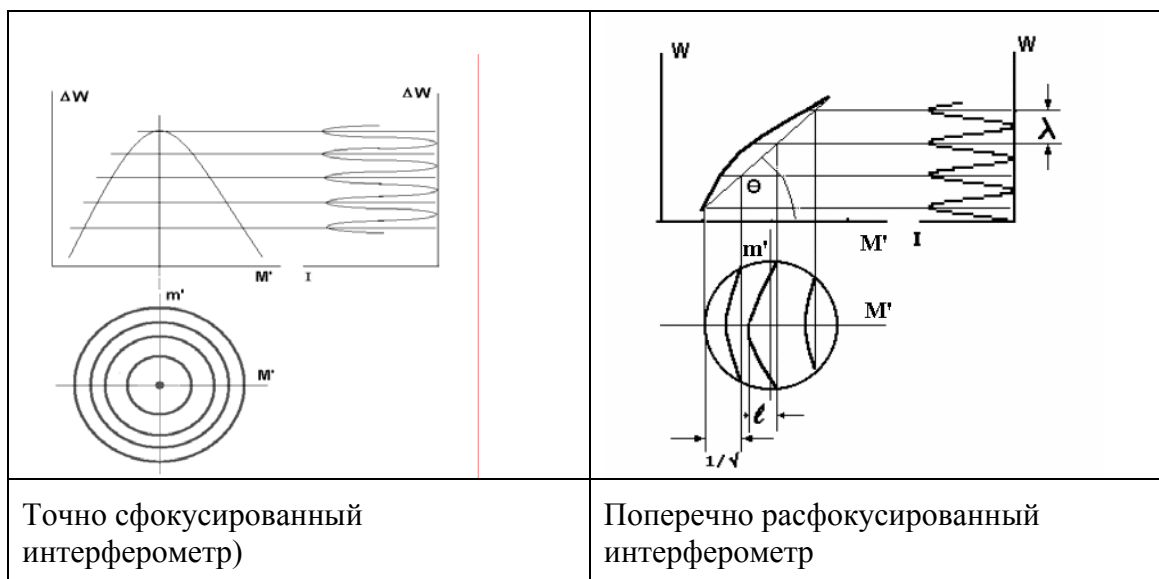 ΔW
ΔW
M'
I
m'
M'
W
W
λ
Θ
M'
I
m'
M'
ℓ
1/√
Точно сфокусированный
интерферометр)
Поперечно расфокусированный
интерферометр